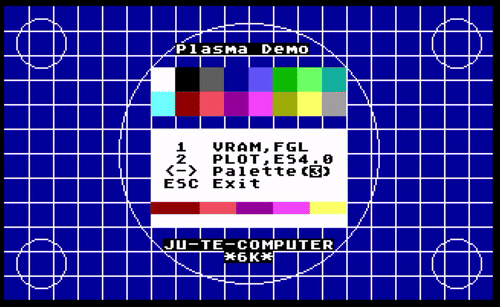 Plasma Demo
1 VRAM,FGL
2 PLOT,ES4.0
<-> Palette(3)
ESC Exit
JU-TE-COMPUTER
*6K*